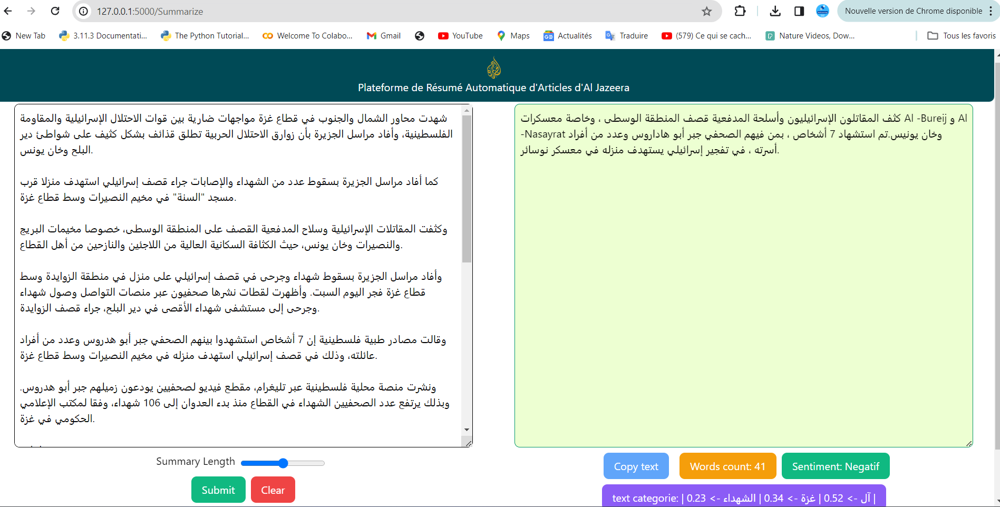 127.0.0.1:5000/Summarize
Nouvelle version de Chrome disponible
New Tab
3.11.3 Documentati...
The Python Tutorial...
Welcome To Colabo...
Gmail
YouTube
Maps
Actualités
Traduire
(579) Ce qui se cach...
Nature Videos, Dow...
Tous les favoris
Plateforme de Résumé Automatique d'Articles d'Al Jazeera
شهدت محاور الشمال والجنوب في قطاع غزة مواجهات ضارية بين قوات الاحتلال الإسرائيلية والمقاومة
الفلسطينية، وأفاد مراسل الجزيرة بأن زوارق الاحتلال الحربية تطلق قذائف بشكل كثيف على شواطئ دير
البلح وخان يونس.
كما أفاد مراسل الجزيرة بسقوط عدد من الشهداء والإصابات جراء قصف إسرائيلي استهدف منزلا قرب
مسجد "السنة" في مخيم النصيرات وسط قطاع غزة.
وكثفت المقاتلات الإسرائيلية وسلاح المدفعية القصف على المنطقة الوسطى، خصوصا مخيمات البريج
والنصيرات وخان يونس، حيث الكثافة السكانية العالية من اللاجئين والنازحين من أهل القطاع.
وأفاد مراسل الجزيرة بسقوط شهداء وجرحى في قصف إسرائيلي على منزل في منطقة الزوايدة وسط
قطاع غزة فجر اليوم السبت. وأظهرت لقطات نشرها صحفيون عبر منصات التواصل وصول شهداء
وجرحى إلى مستشفى شهداء الأقصى في دير البلح، جراء قصف الزوايدة.
وقالت مصادر طبية فلسطينية إن 7 أشخاص استشهدوا بينهم الصحفي جبر أبو هدروس وعدد من أفراد
عائلته، وذلك في قصف إسرائيلي استهدف منزله في مخيم النصيرات وسط قطاع غزة.
ونشرت منصة محلية فلسطينية عبر تليغرام، مقطع فيديو لصحفيين يودعون زميلهم جبر أبو هدروس.
وبذلك يرتفع عدد الصحفيين الشهداء في القطاع منذ بدء العدوان إلى 106 شهداء، وفقا لمكتب الإعلامي
الحكومي في غزة.
كثف المقاتلون الإسرائيليون وأسلحة المدفعية قصف المنطقة الوسطى ، وخاصة معسكرات Al -Bureij و Al
-Nasayrat وخان يونيس.تم استشهاد 7 أشخاص ، بمن فيهم الصحفي جبر أبو هاداروس وعدد من أفراد
أسرته ، في تفجير إسرائيلي يستهدف منزله في معسكر نوسائر.
Summary Length
Submit
Clear
Copy text
Words count: 41
Sentiment: Negatif
text categorie: | 0.23 <- الشهداء | 0.34 <- غزة | 0.52 <- آل |